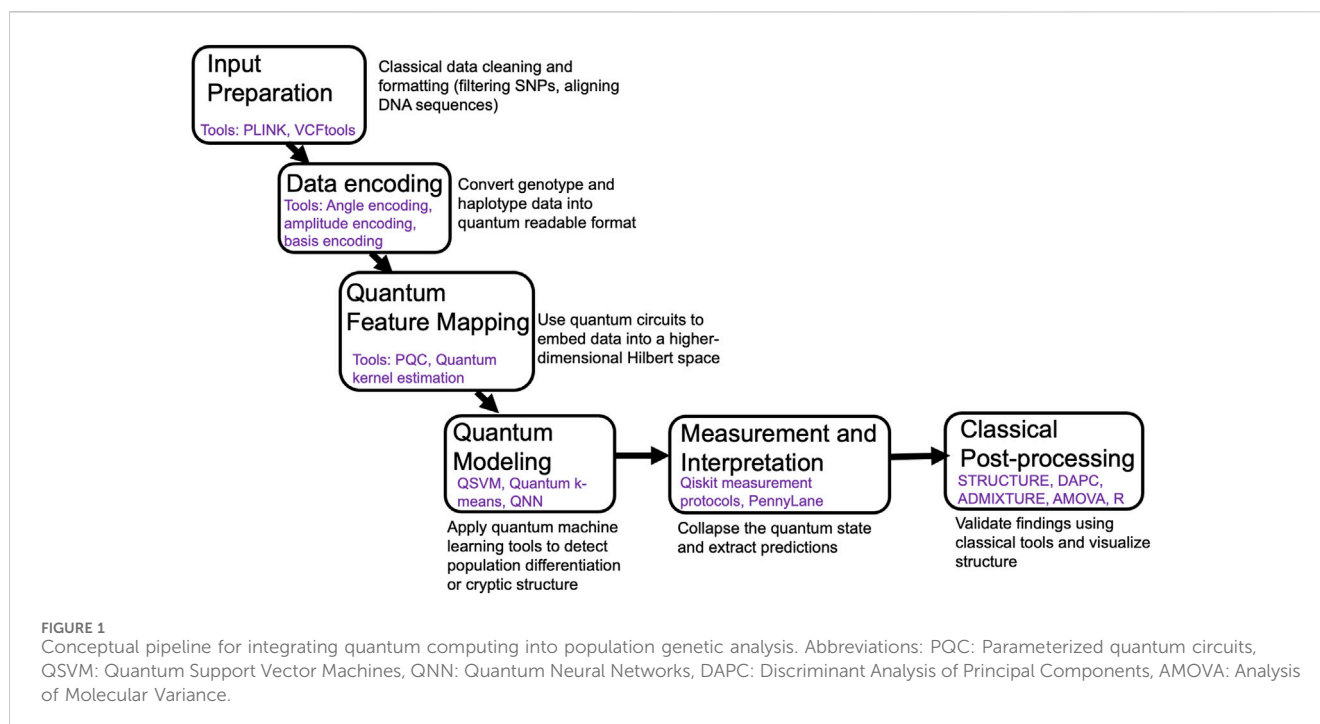 Input
Preparation
Tools: PLINK, VCFtools
Classical data cleaning and
formatting (filtering SNPs, aligning
DNA sequences)
Data encoding
Tools: Angle encoding,
amplitude encoding,
basis encoding
Convert genotype and
haplotype data into
quantum readable format
Quantum
Feature Mapping
Tools: PQC, Quantum
kernel estimation
Use quantum circuits to
embed data into a higher-
dimensional Hilbert space
Quantum
Modeling
QSVM, Quantum k-
means, QNN
Apply quantum machine
learning tools to detect
population differentiation
or cryptic structure
Measurement and
Interpretation
Qiskit measurement
protocols, PennyLane
Collapse the quantum state
and extract predictions
Classical
Post-processing
STRUCTURE, DAPC,
ADMIXTURE, AMOVA, R
Validate findings using
classical tools and visualize
structure
FIGURE 1
Conceptual pipeline for integrating quantum computing into population genetic analysis. Abbreviations: PQC: Parameterized quantum circuits,
QSVM: Quantum Support Vector Machines, QNN: Quantum Neural Networks, DAPC: Discriminant Analysis of Principal Components, AMOVA: Analysis
of Molecular Variance.